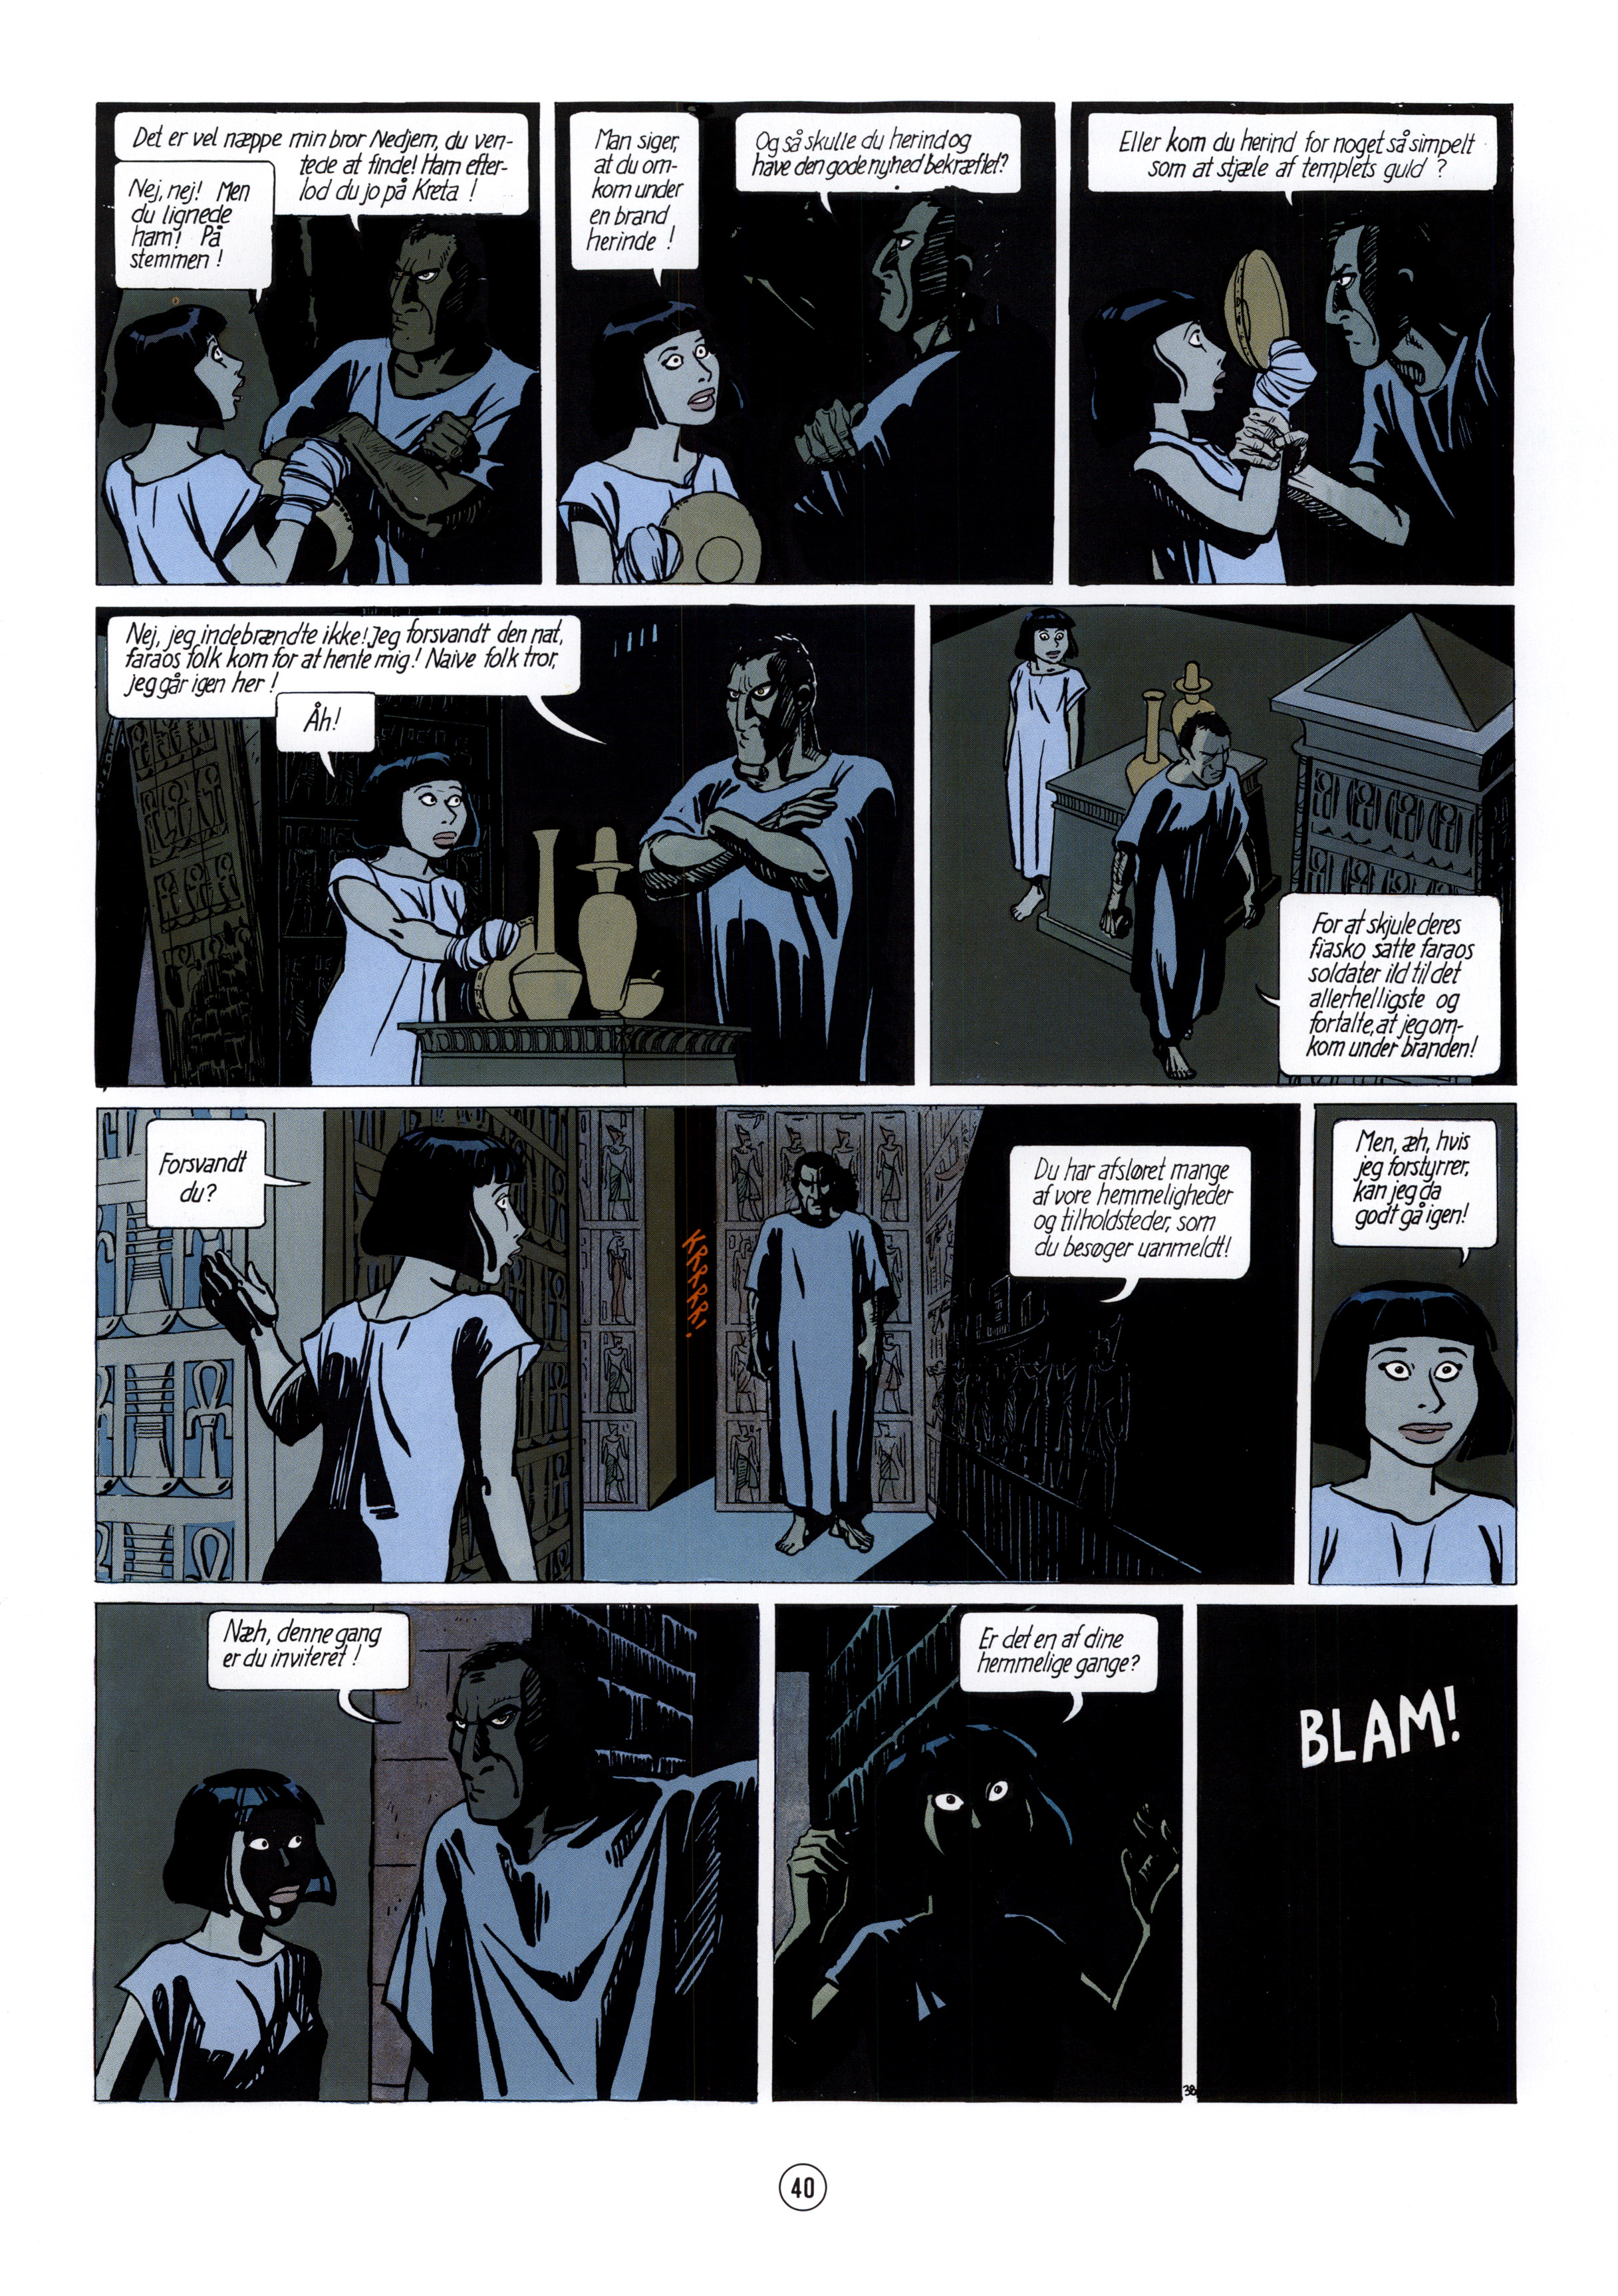 Det er vel næppe min bror Nedjem, du ven-
tede at finde! Ham efter-
lod du jo på Kreta !
Nej, nej! Men
du lignede
ham! På
stemmen !
Man siger,
at du om-
kom under
en brand
herinde !
Og så skulle du herind og
have den gode nyhed bekræftet?
Eller kom du herind for noget så simpelt
som at stjæle af templets guld ?
Nej, jeg indebrændte ikke! Jeg forsvandt den nat,
faraos folk kom for at hente mig! Naive folk tror,
jeg går igen her !
Åh!
For at skjule deres
fiasko satte faraos
soldater ild til det
allerhelligste og
fortalte, at jeg om-
kom under branden!
Forsvandt
du?
KRRRRR!
Du har afsløret mange
af vore hemmeligheder
og tilholdsteder, som
du besøger uanmeldt!
Men, æh, hvis
jeg forstyrrer,
kan jeg da
godt gå igen!
Næh, denne gang
er du inviteret !
Er det en af dine
hemmelige gange?
BLAM!
38
40